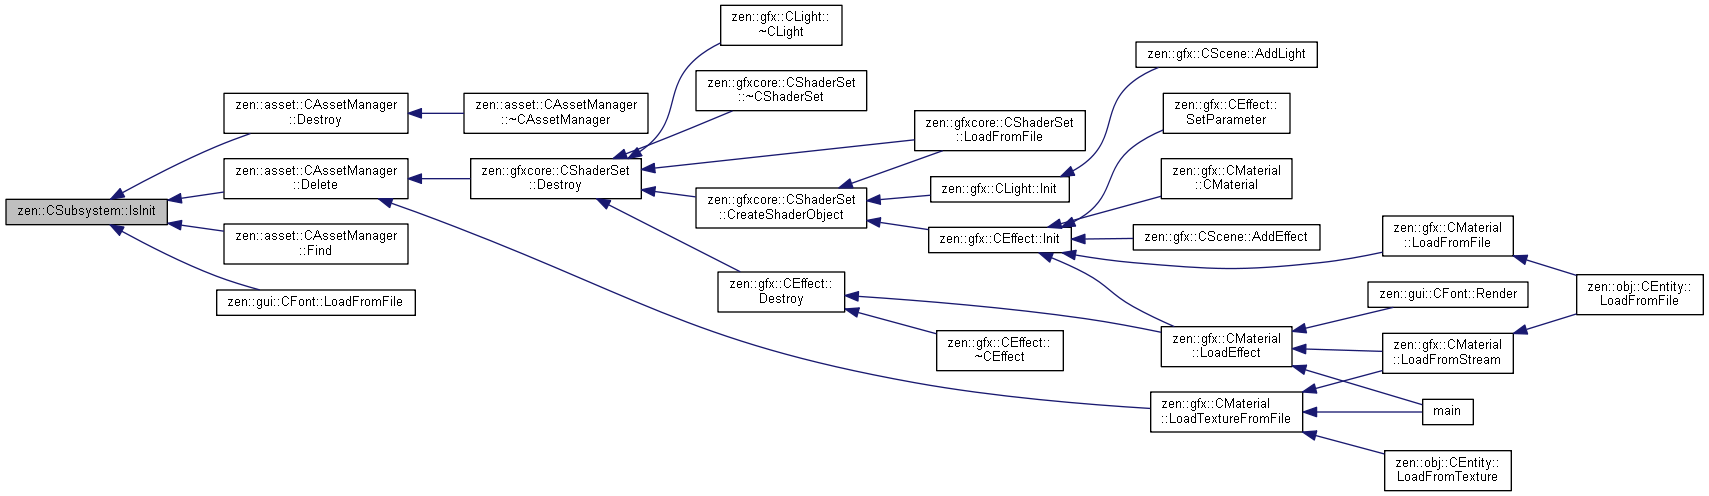 zen::CSubsystem::IsInit
zen::asset::CAssetManager
::Destroy
zen::asset::CAssetManager
::Delete
zen::asset::CAssetManager
::Find
zen::gui::CFont::LoadFromFile
zen::asset::CAssetManager
::~CAssetManager
zen::gfxcore::CShaderSet
::Destroy
zen::gfx::CLight::
~CLight
zen::gfxcore::CShaderSet
::~CShaderSet
zen::gfxcore::CShaderSet
::CreateShaderObject
zen::gfx::CEffect::
Destroy
zen::gfxcore::CShaderSet
::LoadFromFile
zen::gfx::CLight::Init
zen::gfx::CEffect::Init
zen::gfx::CEffect::
~CEffect
zen::gfx::CScene::AddLight
zen::gfx::CEffect::
SetParameter
zen::gfx::CMaterial
::CMaterial
zen::gfx::CScene::AddEffect
zen::gfx::CMaterial
::LoadEffect
zen::gfx::CMaterial
::LoadTextureFromFile
zen::gfx::CMaterial
::LoadFromFile
zen::gui::CFont::Render
zen::gfx::CMaterial
::LoadFromStream
main
zen::obj::CEntity::
LoadFromTexture
zen::obj::CEntity::
LoadFromFile